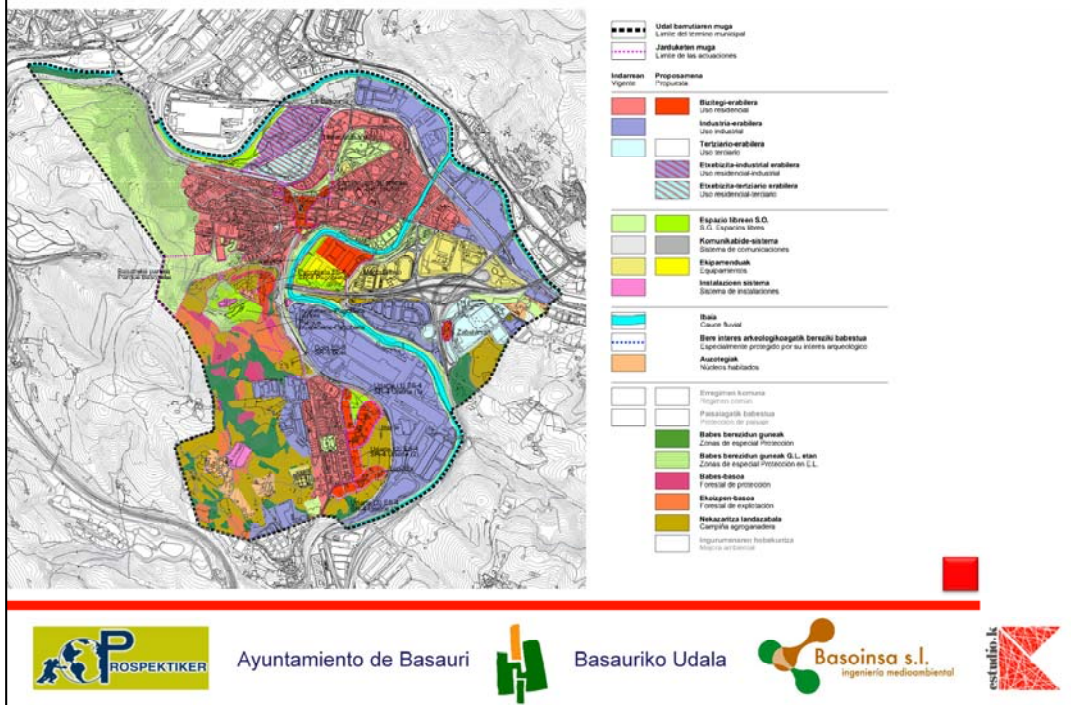 Udal barrutiaren muga
Limite del término municipal
Jarduketen muga
Limite de las actuaciones
Indarrean Proposamena
Vigente Propuesta
Bizitegi-erabilera
Uso residencial
Industria-erabilera
Uso industrial
Tertziario-erabilera
Uso terciario
Etxebizitza-industrial erabilera
Uso residencial-industrial
Etxebizitza-tertziario erabilera
Uso residencial-terciario
Espazio libreen S.O.
S.G. Espacios libres
Komunikabide-sistema
Sistema de comunicaciones
Ekipamenduak
Equipamientos
Instalazioen sistema
Sistema de instalaciones
Ibaia
Cauce fluvial
Bere interes arkeologikoagatik bereziki babestua
Especialmente protegido por su interes arqueológico
Auzotegiak
Núcleos habitados
Erregimen komuna
Régimen común
Paisaiagatik babestua
Protección de paisaje
Babes berezidun guneak
Zonas de especial Protección
Babes berezidun guneak G.L. etan
Zonas de especial Protección en E.L.
Babes-basoa
Forestal de protección
Ekoizpen-basoa
Forestal de explotación
Nekazaritza landazabala
Campiña agroganadera
Ingurumenaren hobekuntza
Mejora ambiental
PROSPEKTIKER
Ayuntamiento de Basauri
Basauriko Udala
Basoinsa s.l.
ingeniería medioambiental
estudio.k